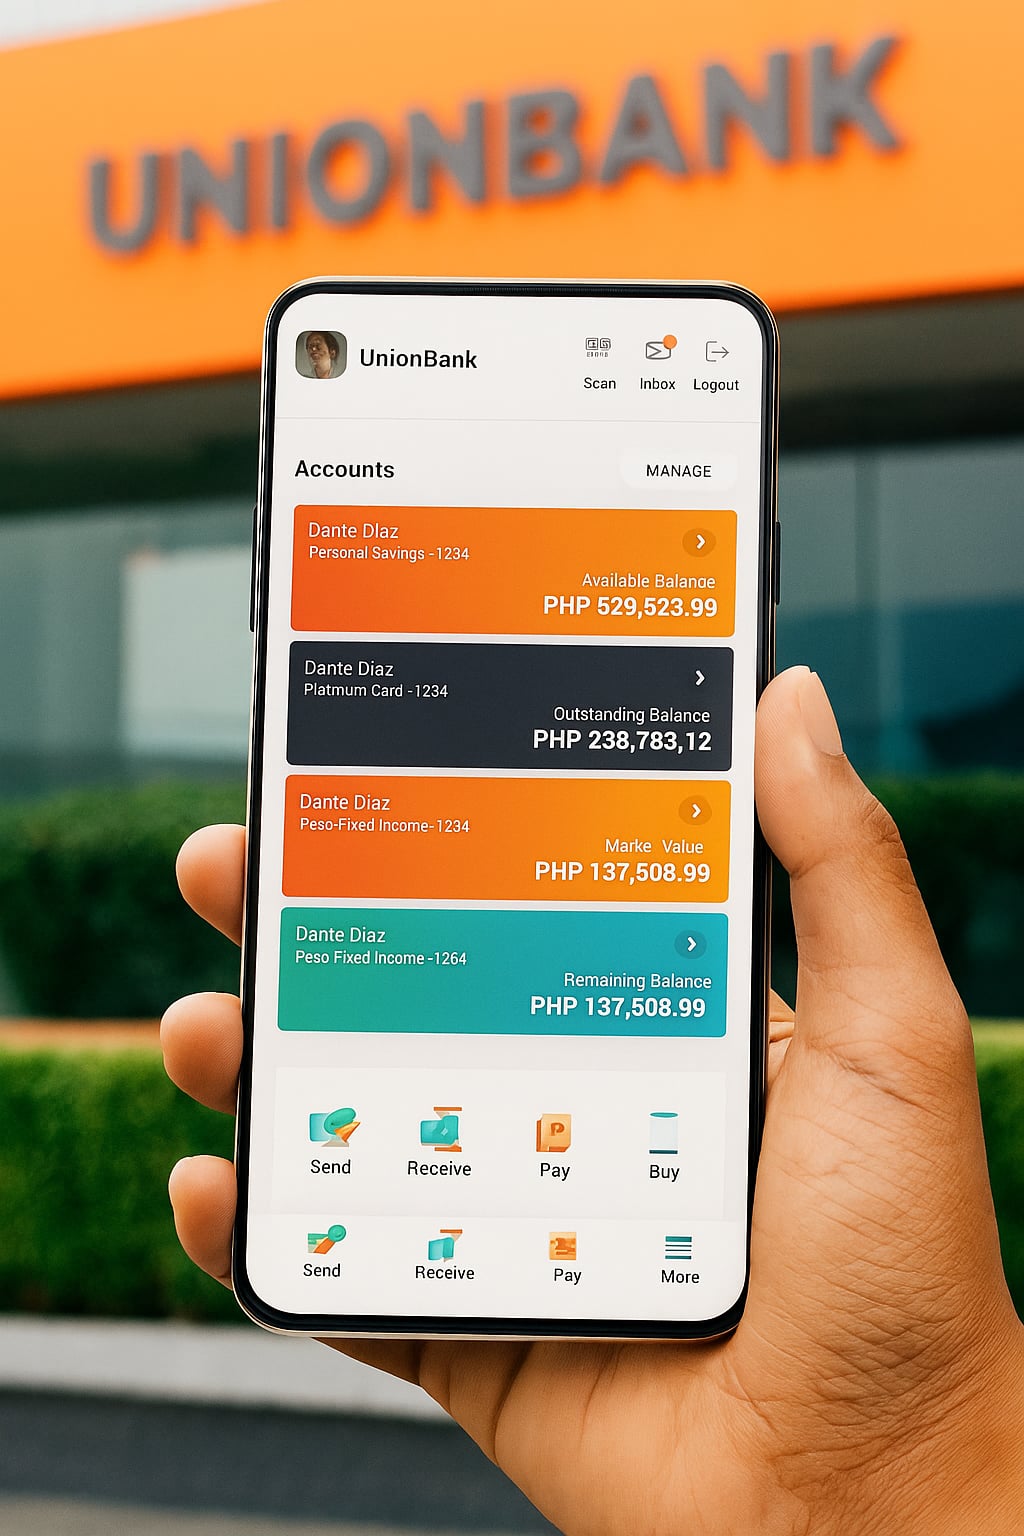 UNIONBANK
UnionBank
Scan
Inbox
Logout
Accounts
MANAGE
Dante DIaz
Personal Savings -1234
Available Balanoe
PHP 529,523.99
Dante Diaz
Platmum Card -1234
Outstanding Balance
PHP 238,783,12
Dante Diaz
Peso-Fixed Income-1234
Marke Value
PHP 137,508.99
Dante Diaz
Peso Fixed Income -1264
Remaining Balance
PHP 137,508.99
P
Send
Receive
Pay
Buy
Send
Receive
Pay
More